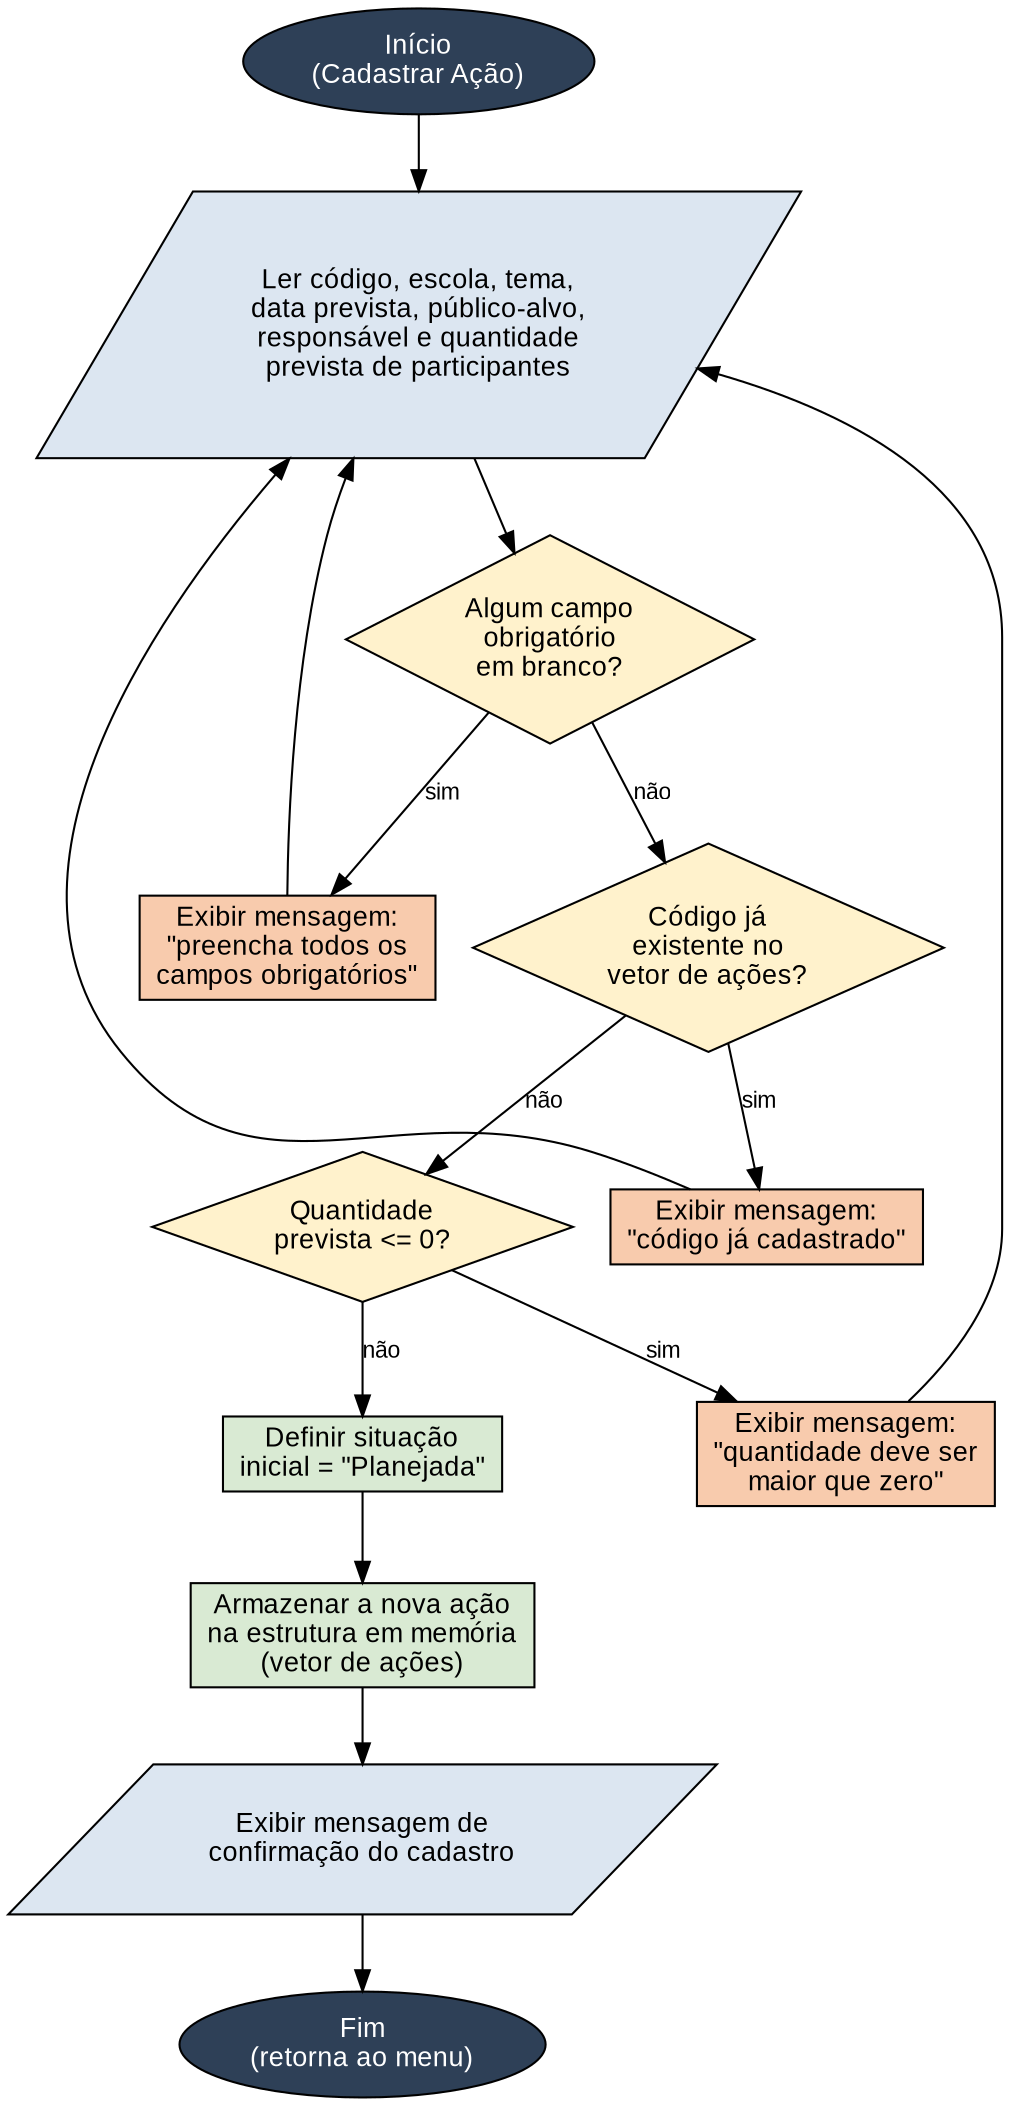 Início
(Cadastrar Ação)
Ler código, escola, tema,
data prevista, público-alvo,
responsável e quantidade
prevista de participantes
Algum campo
obrigatório
em branco?
sim
não
Exibir mensagem:
"preencha todos os
campos obrigatórios"
Código já
existente no
vetor de ações?
não
sim
Quantidade
prevista <= 0?
Exibir mensagem:
"código já cadastrado"
não
sim
Definir situação
inicial = "Planejada"
Exibir mensagem:
"quantidade deve ser
maior que zero"
Armazenar a nova ação
na estrutura em memória
(vetor de ações)
Exibir mensagem de
confirmação do cadastro
Fim
(retorna ao menu)